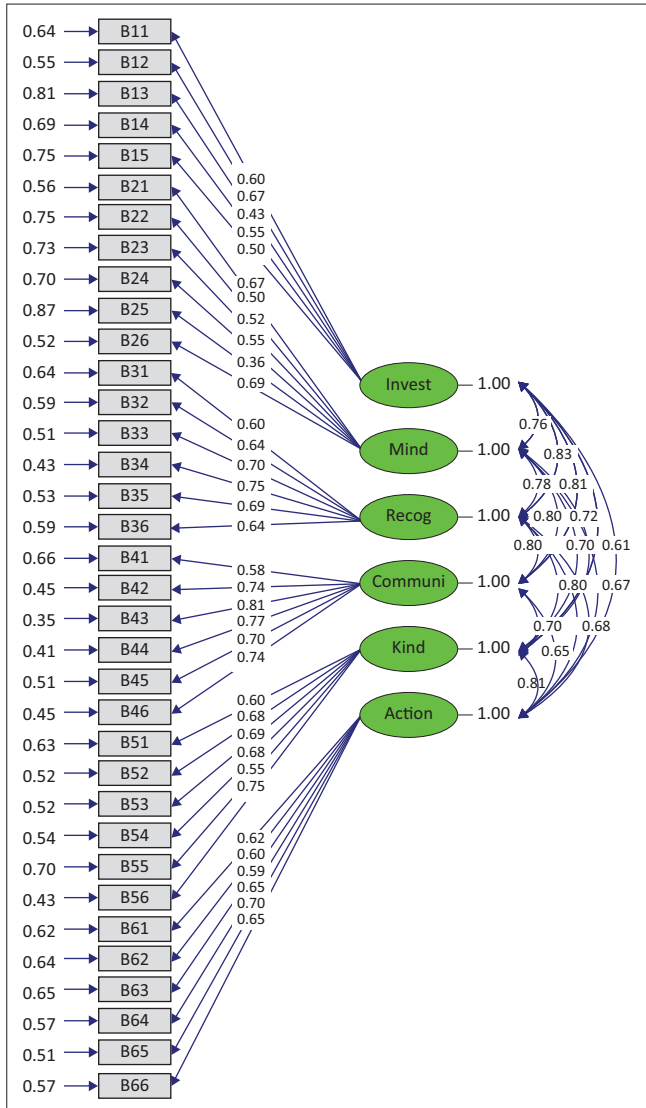 0.64 B11
0.55 B12
0.81 B13
0.69 B14
0.75 B15
0.56 B21
0.75 B22
0.73 B23
0.70 B24
0.87 B25
0.52 B26
0.64 B31
0.59 B32
0.51 B33
0.43 B34
0.53 B35
0.59 B36
0.66 B41
0.45 B42
0.35 B43
0.41 B44
0.51 B45
0.45 B46
0.63 B51
0.52 B52
0.52 B53
0.54 B54
0.70 B55
0.43 B56
0.62 B61
0.64 B62
0.65 B63
0.57 B64
0.51 B65
0.57 B66
0.60
0.67
0.43
0.55
0.50
0.67
0.50
0.52
0.55
0.36
0.69
0.60
0.64
0.70
0.75
0.69
0.64
0.58
0.74
0.81
0.77
0.70
0.74
0.60
0.68
0.69
0.68
0.55
0.75
0.62
0.60
0.59
0.65
0.70
0.65
Invest 1.00
Mind 1.00
Recog 1.00
Communi 1.00
Kind 1.00
Action 1.00
0.76
0.83
0.78 0.81
0.80 0.72
0.80 0.70 0.61
0.80 0.67
0.70 0.68
0.65
0.81